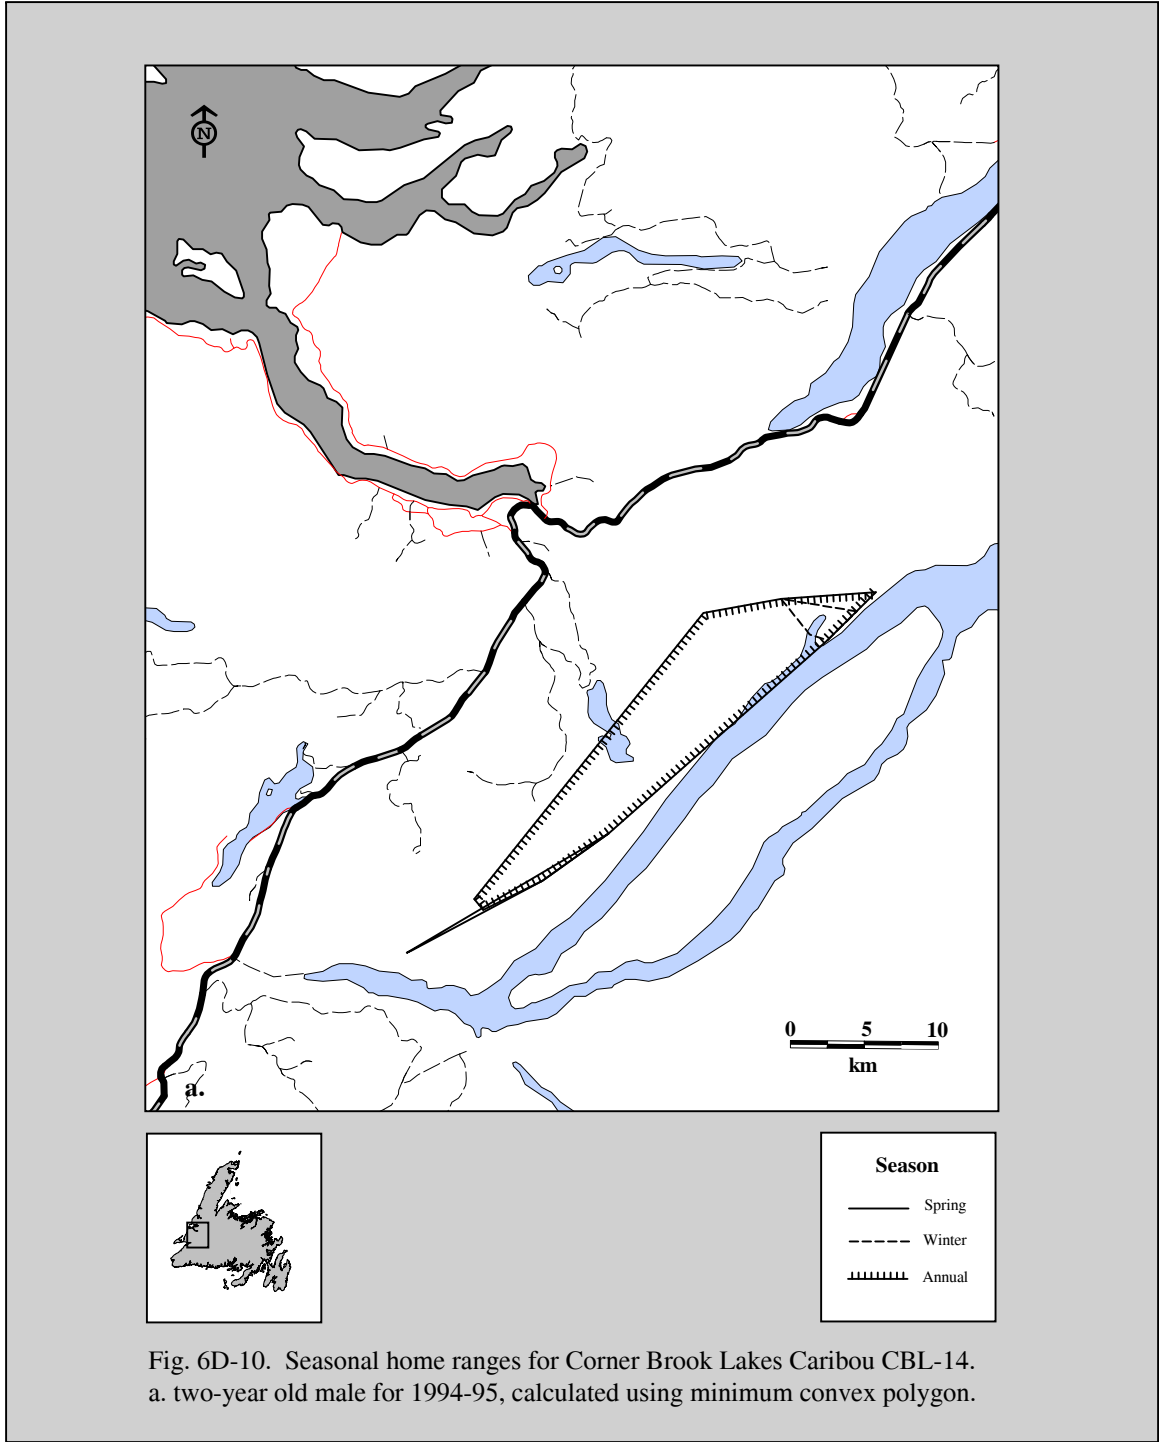 N
0 5 10
km
a.
Season
Spring
Winter
Annual
Fig. 6D-10. Seasonal home ranges for Corner Brook Lakes Caribou CBL-14.
a. two-year old male for 1994-95, calculated using minimum convex polygon.